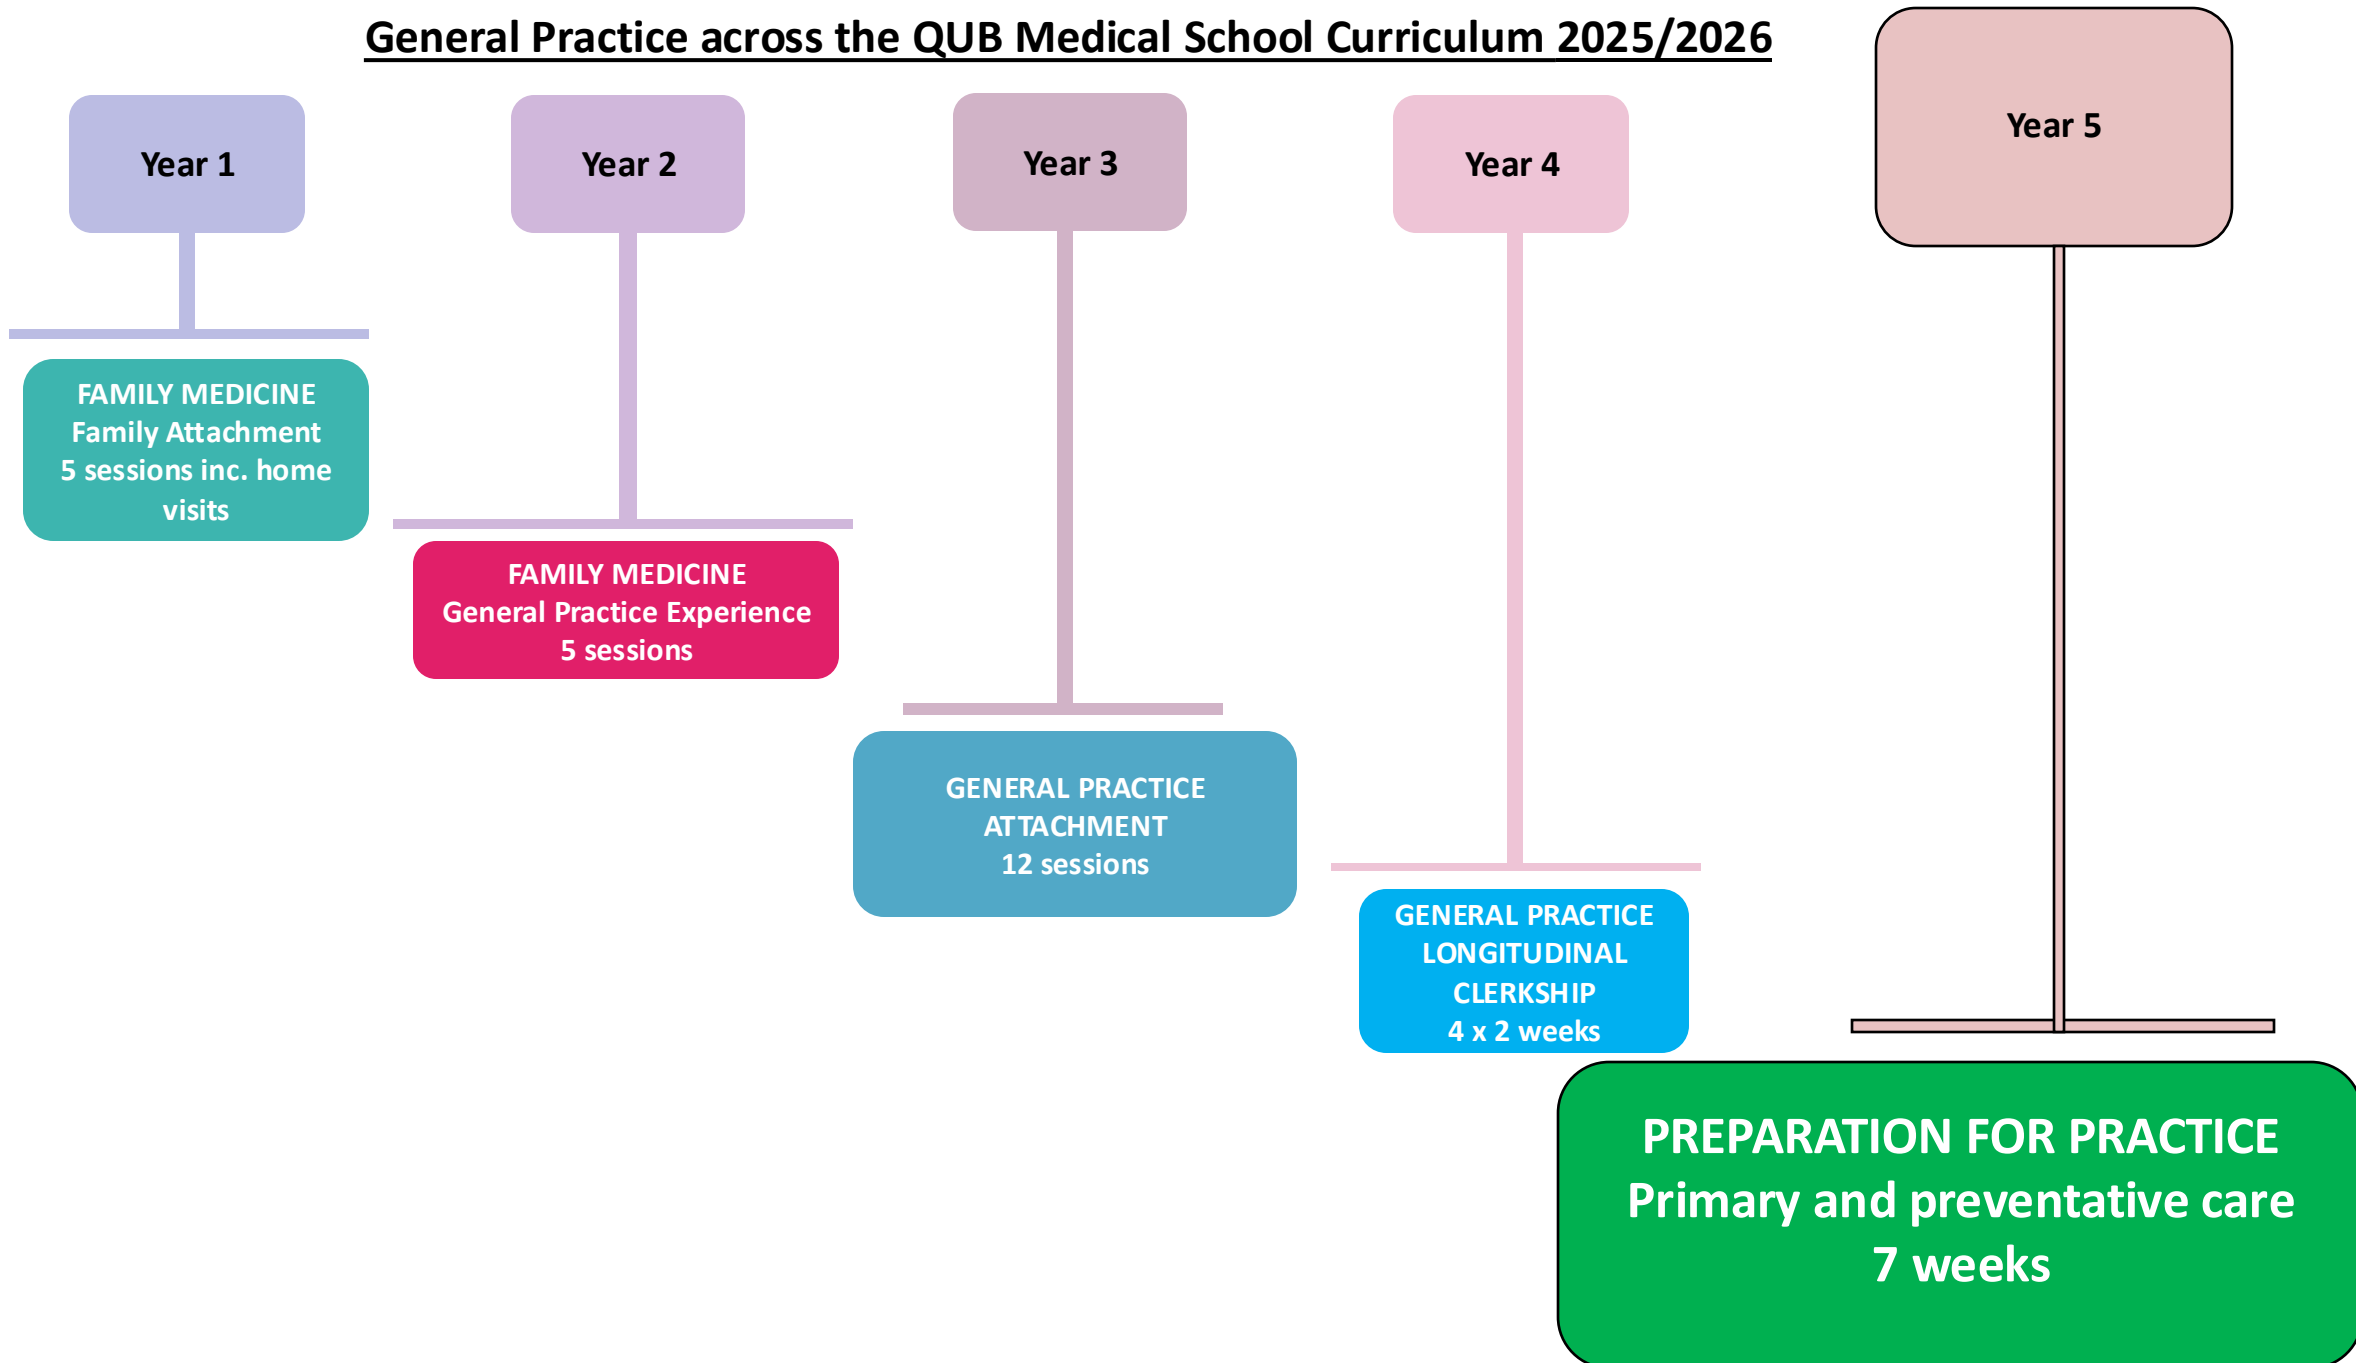 General Practice across the QUB Medical School Curriculum 2025/2026
Year 1
Year 2
Year 3
Year 4
Year 5
FAMILY MEDICINE
Family Attachment
5 sessions inc. home
visits
FAMILY MEDICINE
General Practice Experience
5 sessions
GENERAL PRACTICE
ATTACHMENT
12 sessions
GENERAL PRACTICE
LONGITUDINAL
CLERKSHIP
4 x 2 weeks
PREPARATION FOR PRACTICE
Primary and preventative care
7 weeks